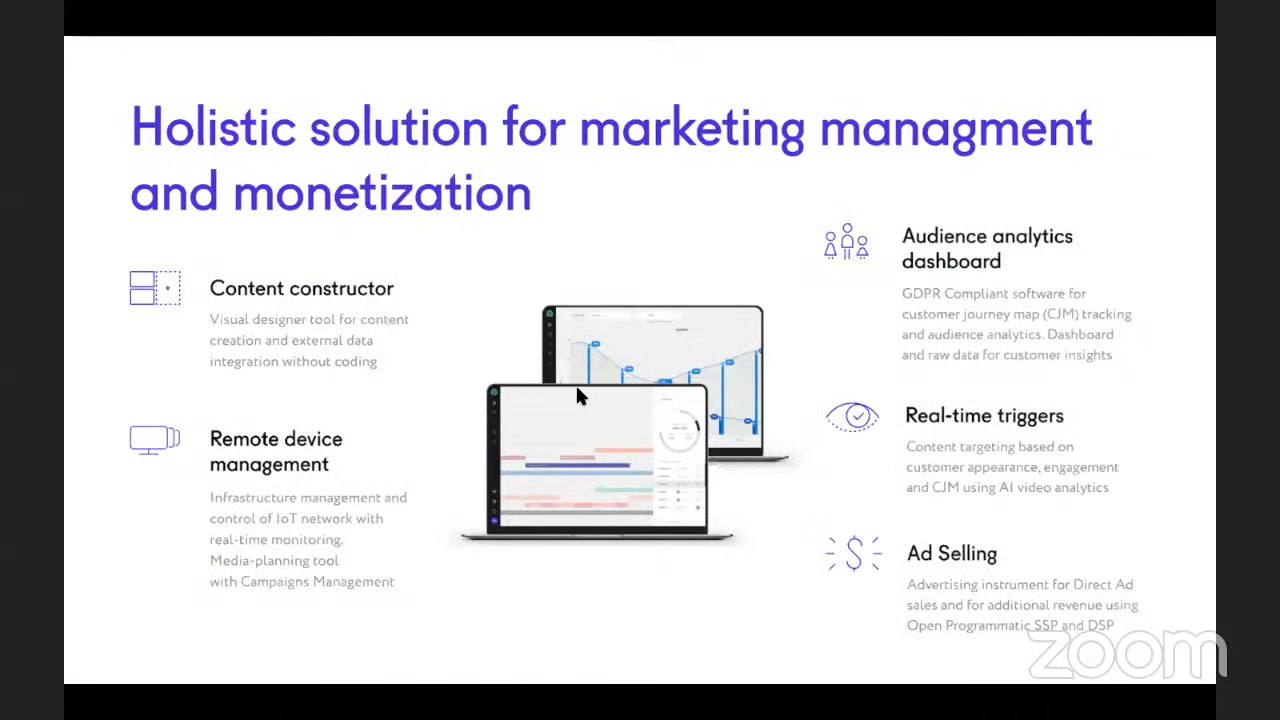 Holistic solution for marketing managment
and monetization
Content constructor
Visual designer tool for content
creation and external data
integration without coding
Remote device
management
Infrastructure management and
control of IoT network with
real-time monitoring.
Media-planning tool
with Campaigns Management
Audience analytics
dashboard
GDPR Compliant software for
customer journey map (CJM) tracking
and audience analytics. Dashboard
and raw data for customer insights
Real-time triggers
Content targeting based on
customer appearance, engagement
and CJM using AI video analytics
Ad Selling
Advertising instrument for Direct Ad
sales and for additional revenue using
Open Programmatic SSP and DSP
zoom